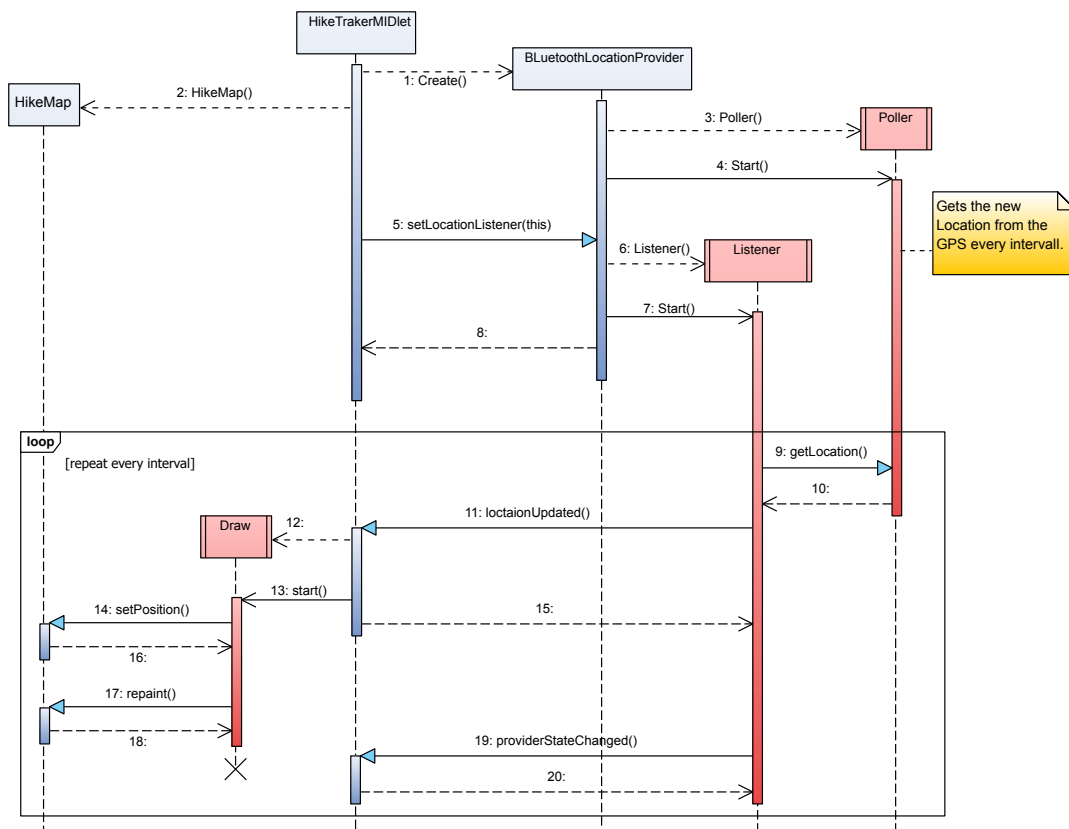 HikeTrakerMIDlet
BLuetoothLocationProvider
1: Create()
HikeMap
2: HikeMap()
Poller
3: Poller()
4: Start()
Gets the new
Location from the
GPS every intervall.
5: setLocationListener(this)
6: Listener()
Listener
7: Start()
8:
loop
[repeat every interval]
9: getLocation()
10:
11: loctaionUpdated()
Draw
12:
13: start()
14: setPosition()
15:
16:
17: repaint()
18:
19: providerStateChanged()
20: